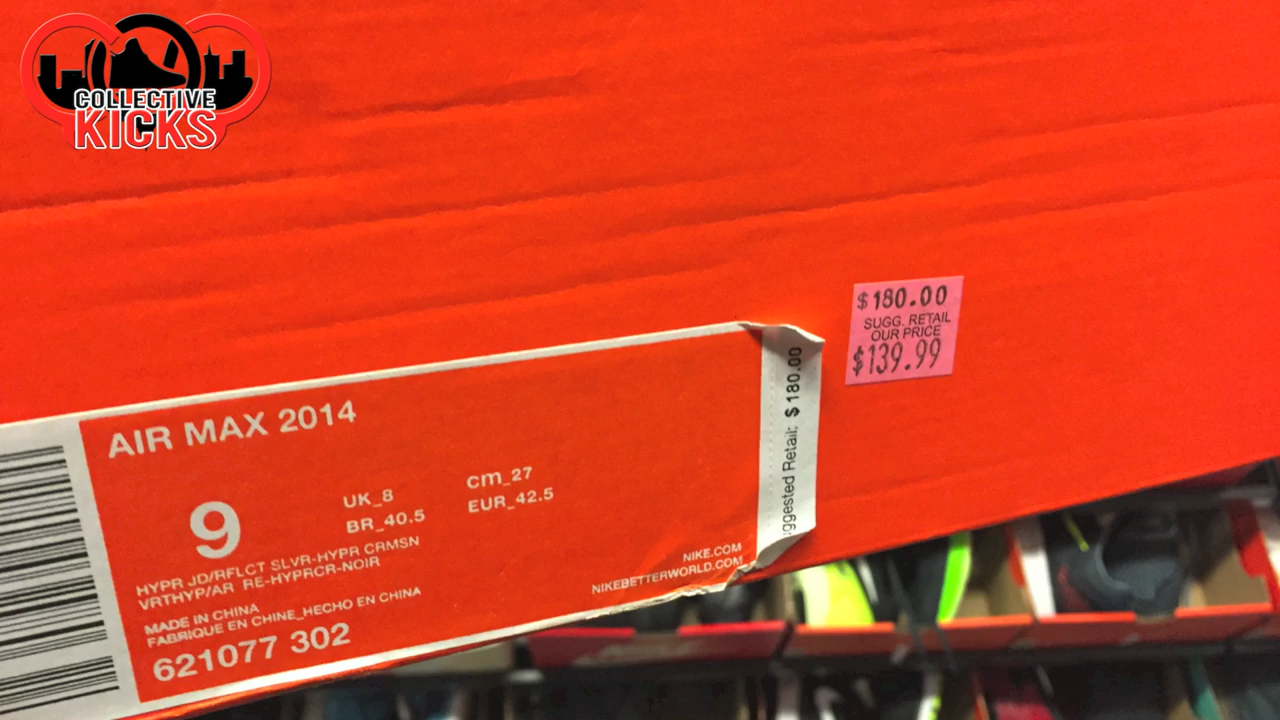 COLLECTIVE
KICKS
$180.00
SUGG. RETAIL
OUR PRICE
$139.99
ggested Retail: $180.00
AIR MAX 2014
9
UK_8
cm_27
BR_40.5
EUR_42.5
HYPR JD/RFLCT SLVR-HYPR CRMSN
VRTHYP/AR RE-HYPRCR-NOIR
NIKE.COM
NIKEBETTERWORLD.COM
MADE IN CHINA
FABRIQUE EN CHINE_HECHO EN CHINA
621077 302